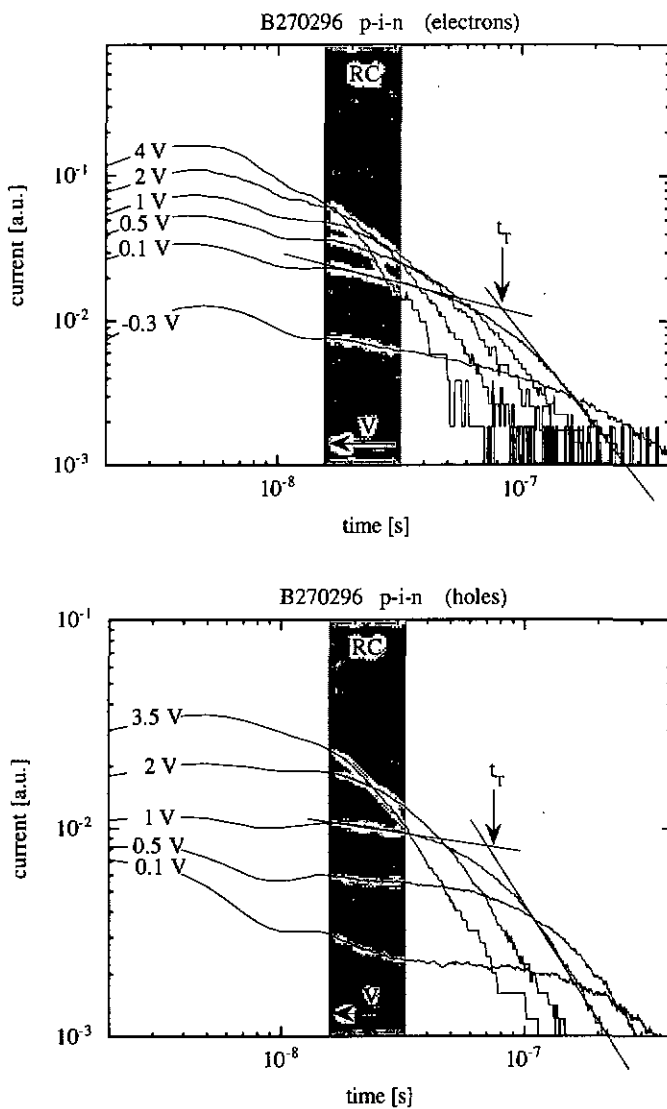 B270296 p-i-n (electrons)
RC
10⁻¹
4 V
2 V
1 V
0.5 V
0.1 V
-0.3 V
t_T
10⁻²
current [a.u.]
V
10⁻³
10⁻⁸
10⁻⁷
time [s]
B270296 p-i-n (holes)
10⁻¹
RC
3.5 V
2 V
1 V
0.5 V
0.1 V
t_T
10⁻²
current [a.u.]
V
10⁻³
10⁻⁸
10⁻⁷
time [s]